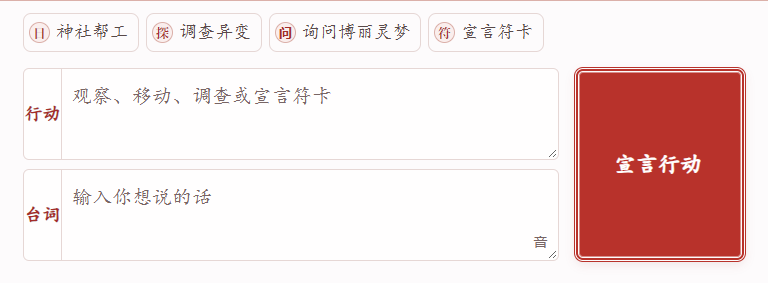 日 神社帮工 探 调查异变 问 询问博丽灵梦 符 宣言符卡
行动 观察、移动、调查或宣言符卡
宣言行动
台词 输入你想说的话
音